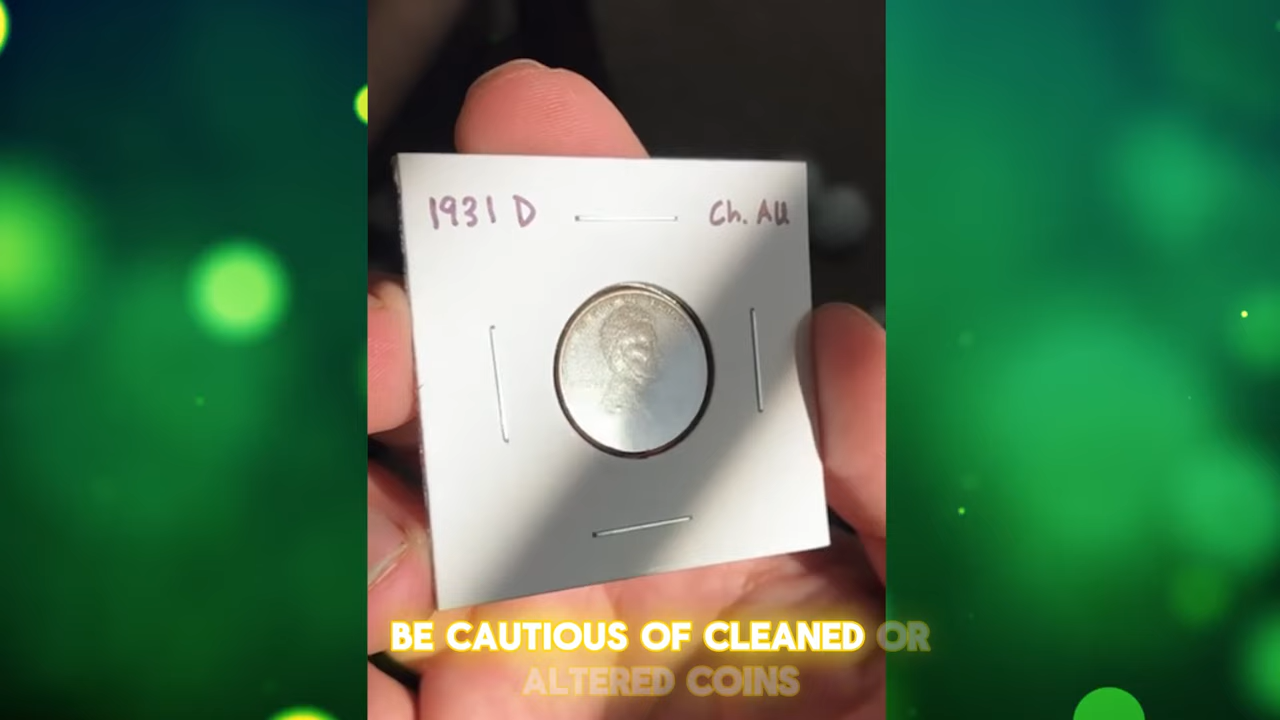 1931 D
Ch. AU
BE CAUTIOUS OF CLEANED OR
ALTERED COINS